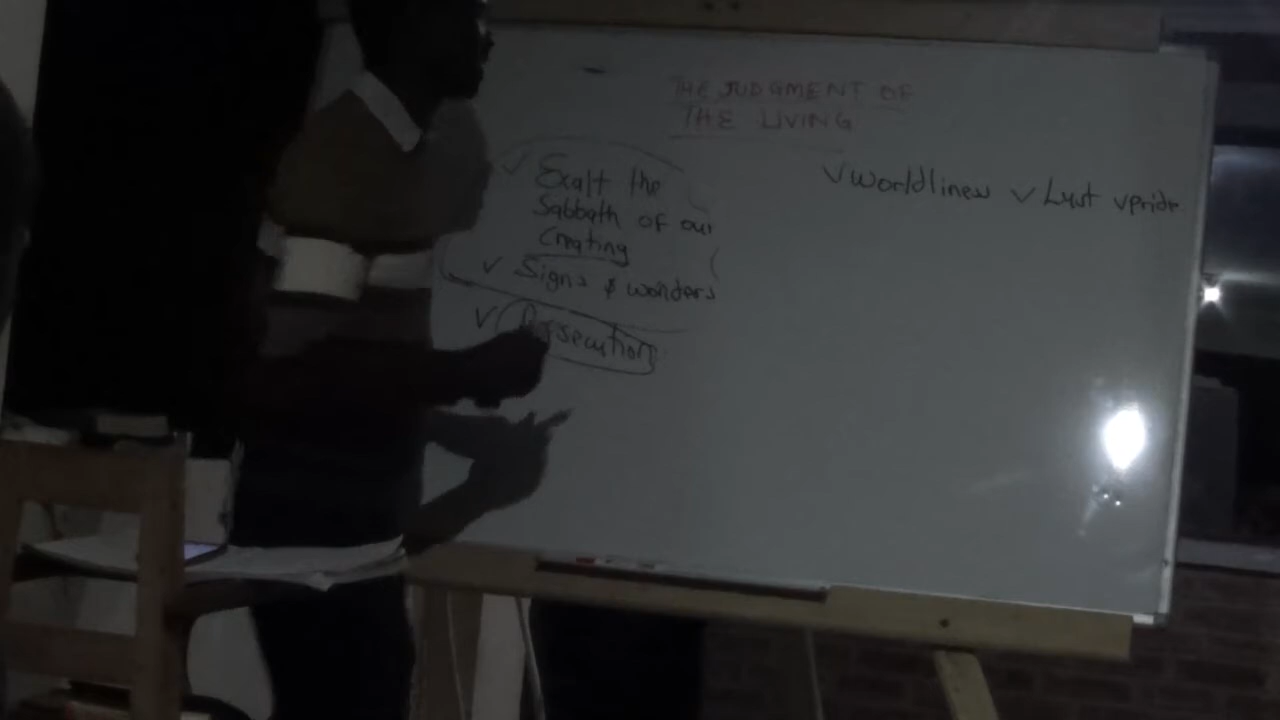 THE JUDGMENT OF
THE LIVING
✓ Exalt the
Sabbath of our
Creating
✓ Signs & wonders
✓ Persecution
✓ Worldliness ✓ Lust ✓ pride